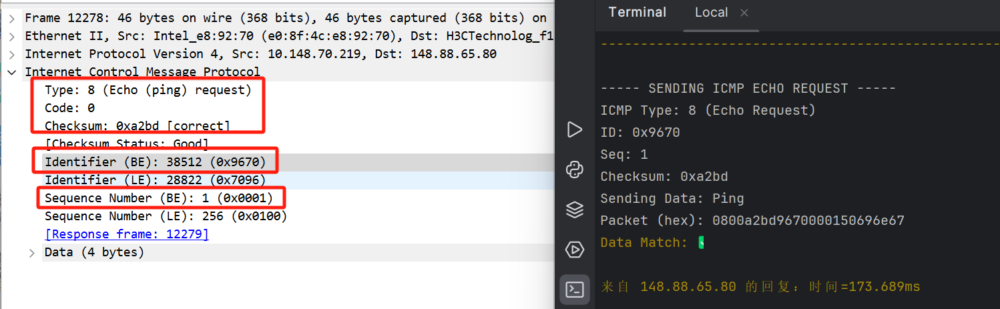 Frame 12278: 46 bytes on wire (368 bits), 46 bytes captured (368 bits) on
Ethernet II, Src: Intel_e8:92:70 (e0:8f:4c:e8:92:70), Dst: H3CTechnolog_f1
Internet Protocol Version 4, Src: 10.148.70.219, Dst: 148.88.65.80
Internet Control Message Protocol
Type: 8 (Echo (ping) request)
Code: 0
Checksum: 0xa2bd [correct]
[Checksum Status: Good]
Identifier (BE): 38512 (0x9670)
Identifier (LE): 28822 (0x7096)
Sequence Number (BE): 1 (0x0001)
Sequence Number (LE): 256 (0x0100)
[Response frame: 12279]
Data (4 bytes)
Terminal Local ×
----- SENDING ICMP ECHO REQUEST -----
ICMP Type: 8 (Echo Request)
ID: 0x9670
Seq: 1
Checksum: 0xa2bd
Sending Data: Ping
Packet (hex): 0800a2bd9670000150696e67
Data Match:
来自 148.88.65.80 的回复: 时间=173.689ms